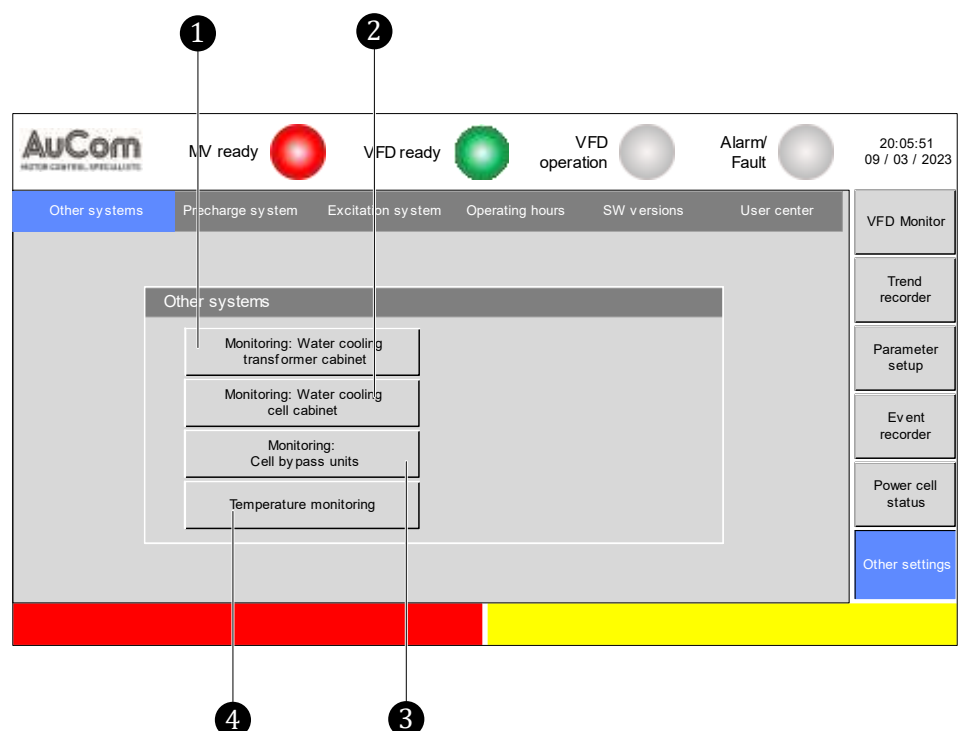 1 2
AuCom
MOTOR CONTROL SPECIALISTS
MV ready
VFD ready
VFD
operation
Alarm/
Fault
20:05:51
09 / 03 / 2023
Other systems
Precharge system
Excitation system
Operating hours
SW versions
User center
VFD Monitor
Trend
recorder
Parameter
setup
Event
recorder
Power cell
status
Other settings
Other systems
Monitoring: Water cooling
transformer cabinet
Monitoring: Water cooling
cell cabinet
Monitoring:
Cell bypass units
Temperature monitoring
4 3